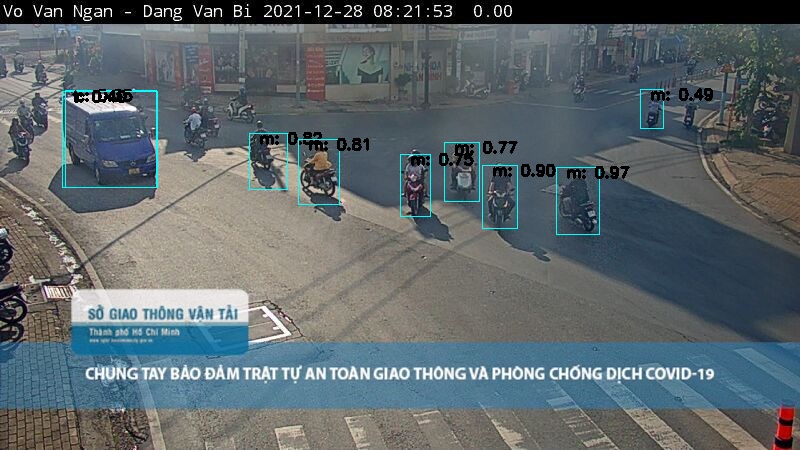 Vo Van Ngan - Dang Van Bi 2021-12-28 08:21:53  0.00
m: 0.49
m: 0.81
m: 0.77
m: 0.75
m: 0.90
m: 0.97
SỞ GIAO THÔNG VẬN TẢI
Thành phố Hồ Chí Minh
CHUNG TAY BẢO ĐẢM TRẬT TỰ AN TOÀN GIAO THÔNG VÀ PHÒNG CHỐNG DỊCH COVID-19